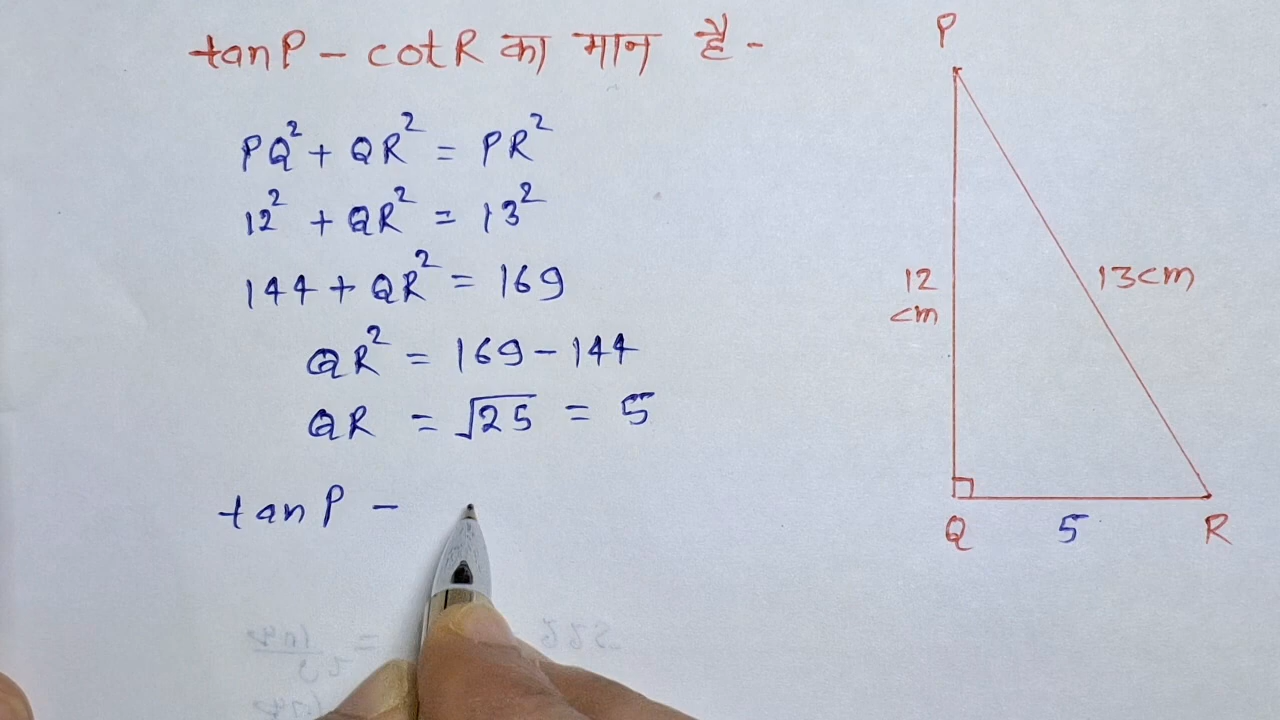 tanP - cotR का मान है -
PQ² + QR² = PR²
12² + QR² = 13²
144 + QR² = 169
QR² = 169 - 144
QR = √25 = 5
tanP -
P
12 cm
13cm
Q 5 R